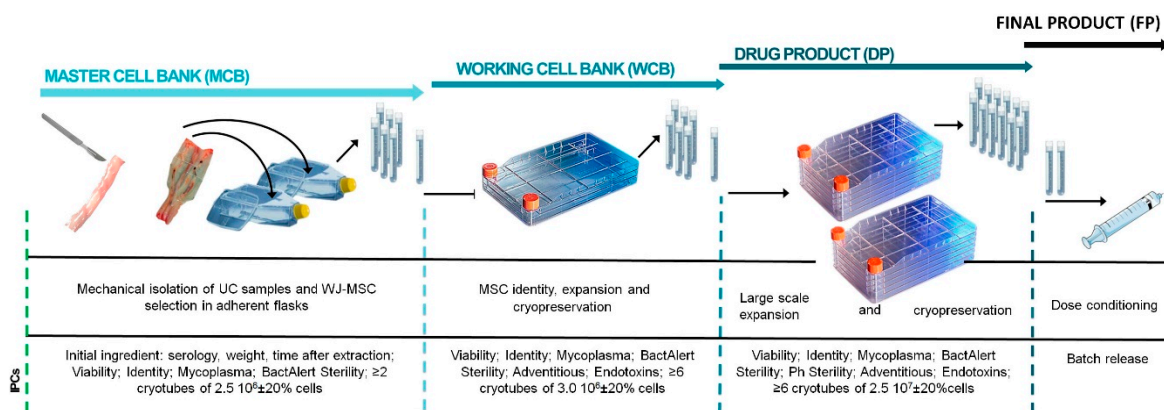 FINAL PRODUCT (FP)
DRUG PRODUCT (DP)
WORKING CELL BANK (WCB)
MASTER CELL BANK (MCB)
Mechanical isolation of UC samples and WJ-MSC
selection in adherent flasks
MSC identity, expansion and
cryopreservation
Large scale
expansion and cryopreservation
Dose conditioning
IPCs
Initial ingredient: serology, weight, time after extraction;
Viability; Identity; Mycoplasma; BactAlert Sterility; ≥2
cryotubes of 2.5 10⁶±20% cells
Viability; Identity; Mycoplasma; BactAlert
Sterility; Adventitious; Endotoxins; ≥6
cryotubes of 3.0 10⁶±20% cells
Viability; Identity; Mycoplasma; BactAlert
Sterility; Ph Sterility; Adventitious; Endotoxins;
≥6 cryotubes of 2.5 10⁷±20%cells
Batch release